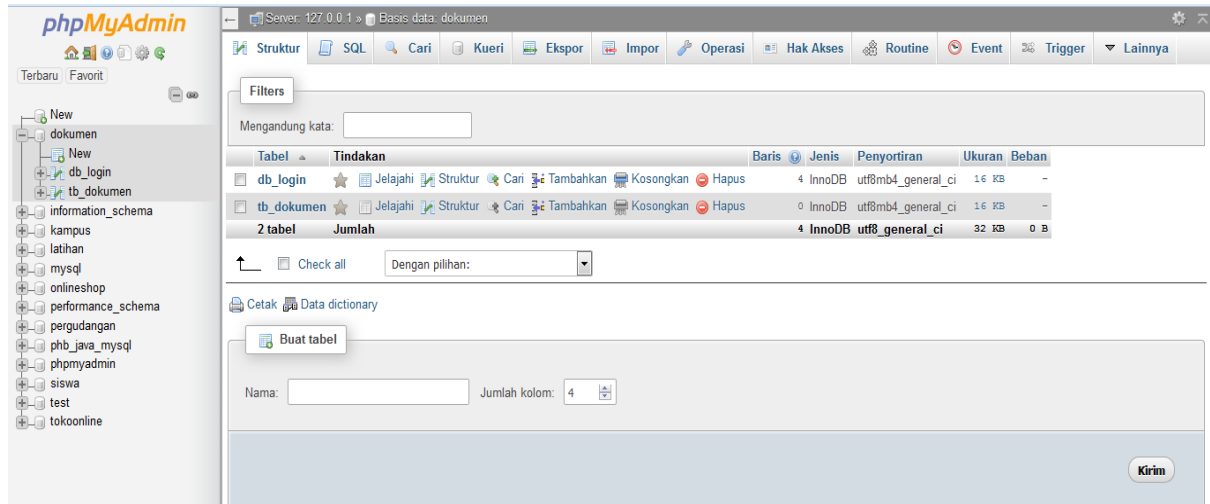 phpMyAdmin
Terbaru Favorit
New
dokumen
New
db_login
tb_dokumen
information_schema
kampus
latihan
mysql
onlineshop
performance_schema
pergudangan
phb_java_mysql
phpmyadmin
siswa
test
tokoonline
Server: 127.0.0.1 » Basis data: dokumen
Struktur SQL Cari Kueri Ekspor Impor Operasi Hak Akses Routine Event Trigger Lainnya
Filters
Mengandung kata:
Tabel Tindakan Baris Jenis Penyortiran Ukuran Beban
db_login Jelajahi Struktur Cari Tambahkan Kosongkan Hapus 4 InnoDB utf8mb4_general_ci 16 KB -
tb_dokumen Jelajahi Struktur Cari Tambahkan Kosongkan Hapus 0 InnoDB utf8mb4_general_ci 16 KB -
2 tabel Jumlah 4 InnoDB utf8_general_ci 32 KB 0 B
Check all Dengan pilihan:
Cetak Data dictionary
Buat tabel
Nama: Jumlah kolom: 4
Kirim